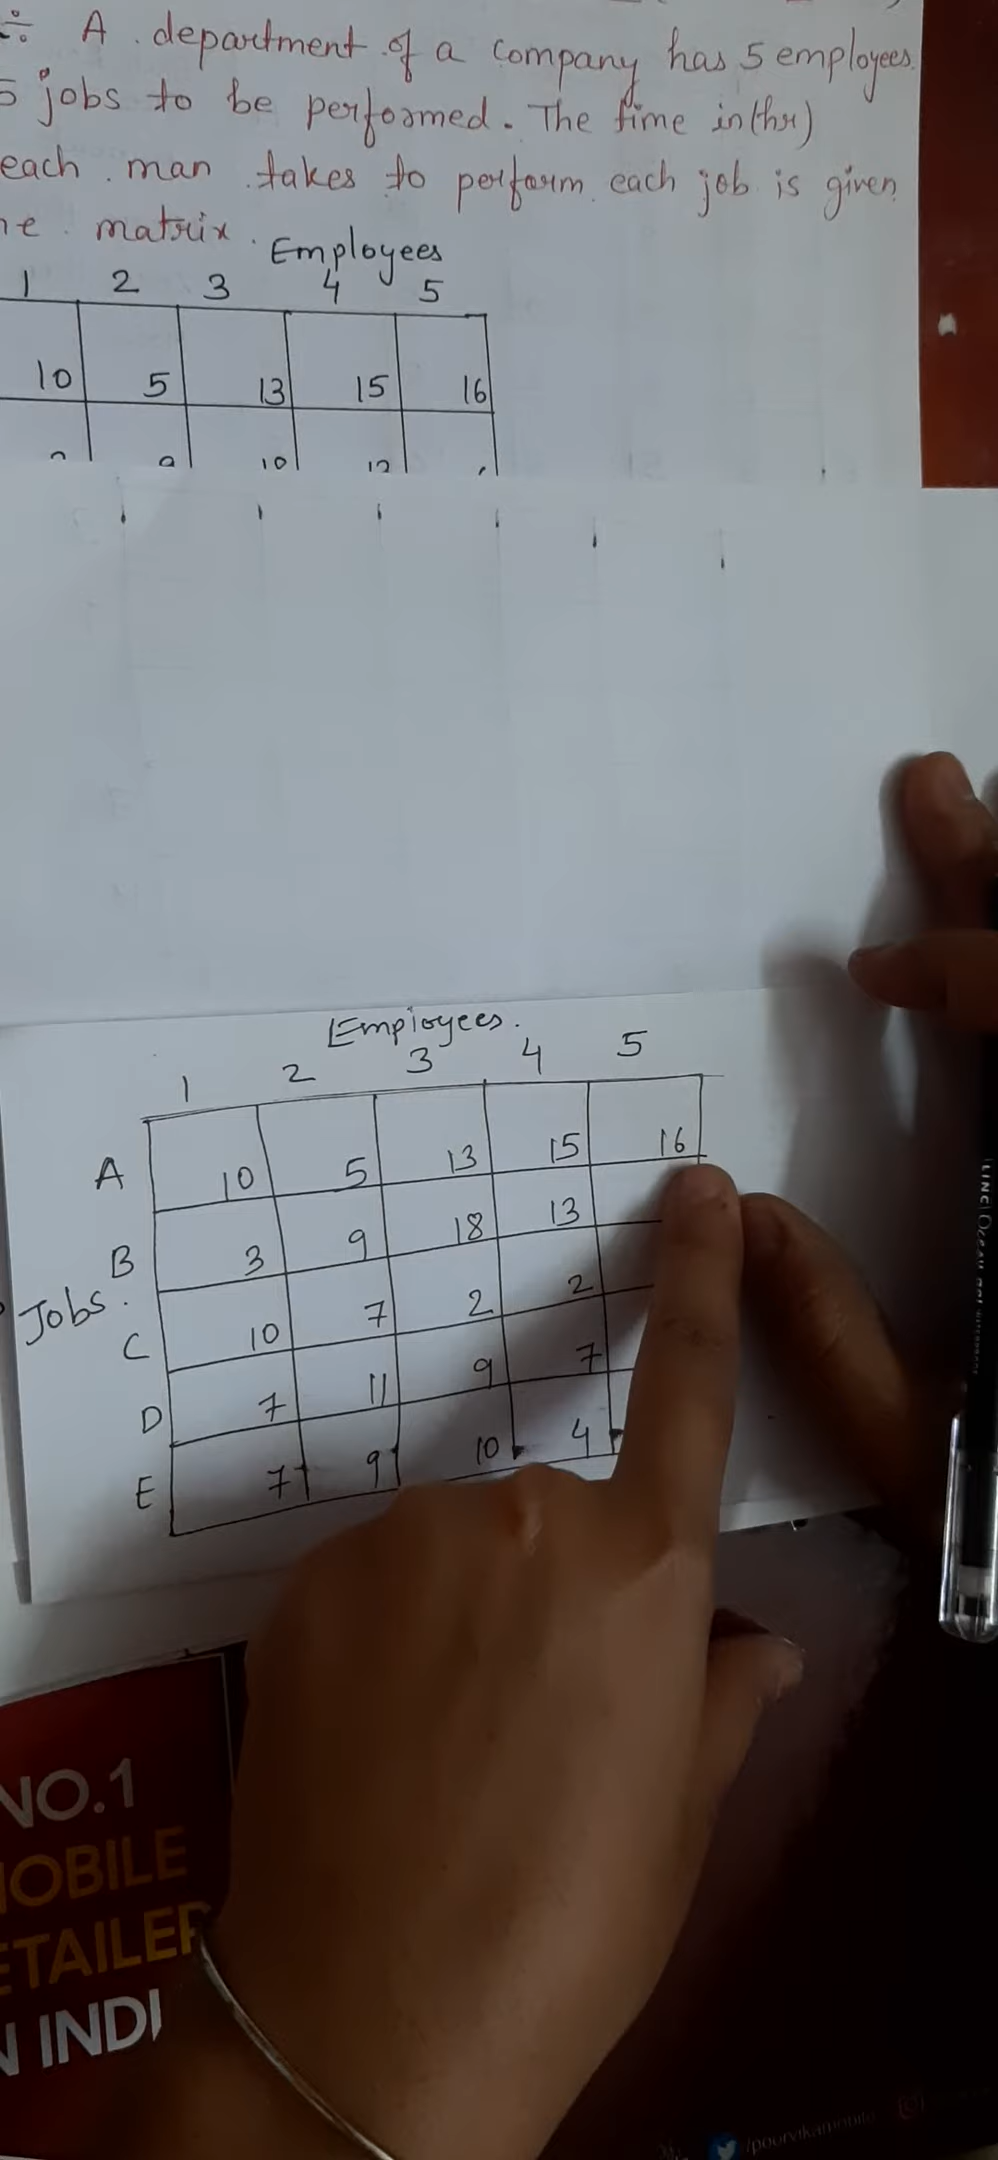 A department of a company has 5 employees
5 jobs to be performed. The time in (hr)
each man takes to perform each job is given
matrix.
Employees
1 2 3 4 5
10 5 13 15 16
Employees.
1 2 3 4 5
A 10 5 13 15 16
B 3 9 18 13
Jobs.
C 10 7 2 2
D 7 11 9 7
E 7 9 10 4
NO.1
OBILE
ETAILER
N INDI
/poorvikamobile